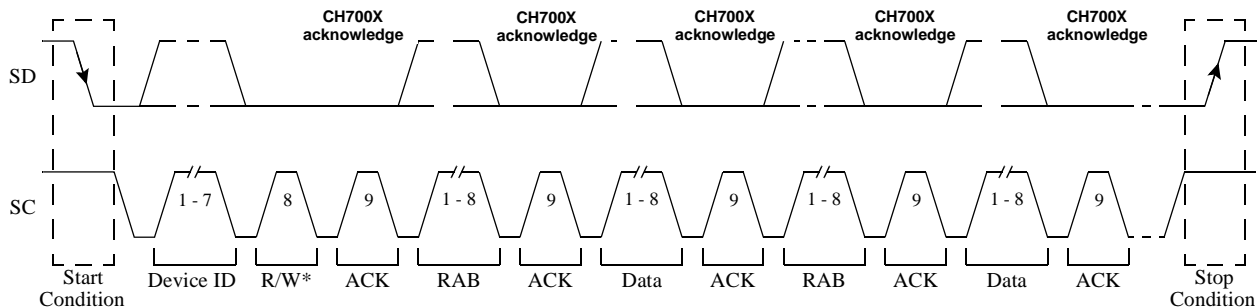 CH700X
acknowledge
CH700X
acknowledge
CH700X
acknowledge
CH700X
acknowledge
CH700X
acknowledge
SD
SC
1 - 7
8
9
1 - 8
9
1 - 8
9
1 - 8
9
1 - 8
9
Start
Condition
Device ID
R/W*
ACK
RAB
ACK
Data
ACK
RAB
ACK
Data
ACK
Stop
Condition